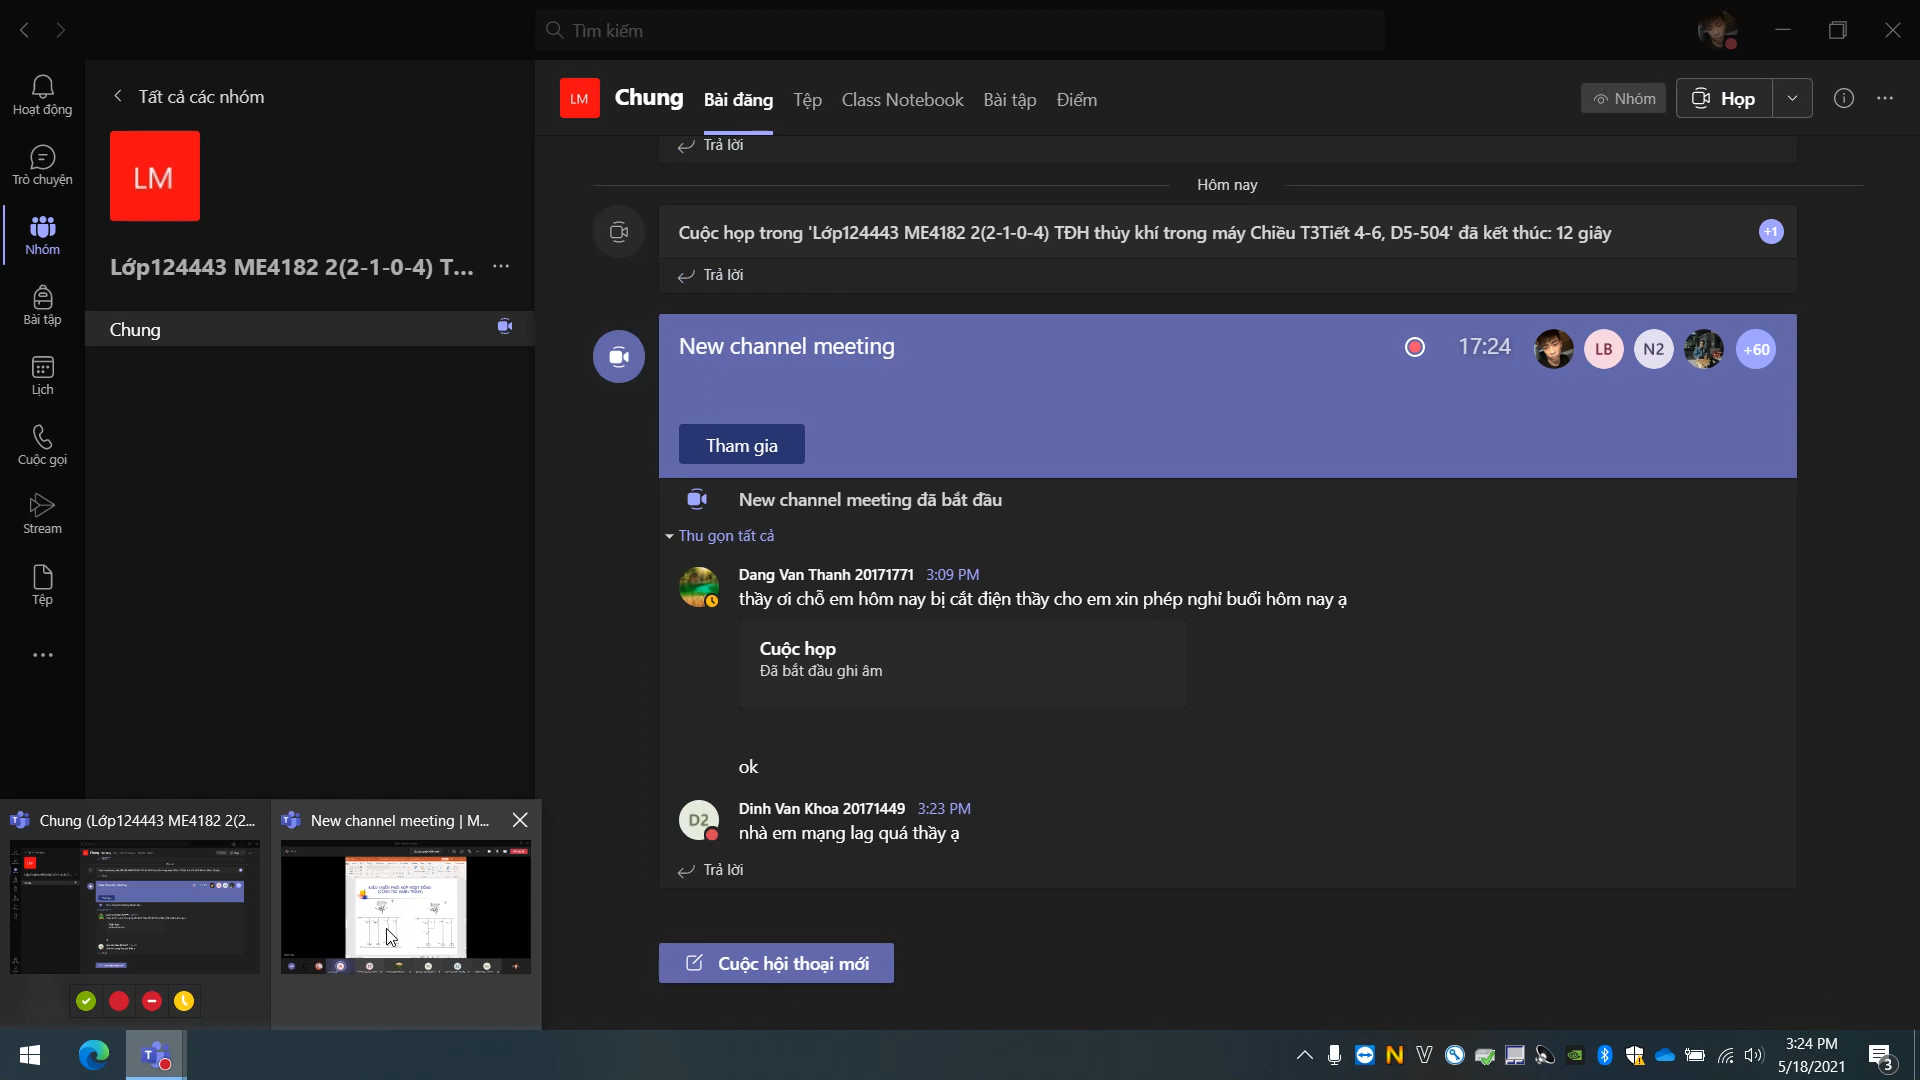 Tìm kiếm
Hoạt động
Trò chuyện
Nhóm
Bài tập
Lịch
Cuộc gọi
Stream
Tệp
Tất cả các nhóm
LM
Lớp124443 ME4182 2(2-1-0-4) T...
Chung
LM
Chung
Bài đăng
Tệp
Class Notebook
Bài tập
Điểm
Nhóm
Họp
Trả lời
Hôm nay
Cuộc họp trong 'Lớp124443 ME4182 2(2-1-0-4) TĐH thủy khí trong máy Chiều T3Tiết 4-6, D5-504' đã kết thúc: 12 giây
+1
Trả lời
New channel meeting
17:24
LB
N2
+60
Tham gia
New channel meeting đã bắt đầu
Thu gọn tất cả
Dang Van Thanh 20171771 3:09 PM
thầy ơi chỗ em hôm nay bị cắt điện thầy cho em xin phép nghỉ buổi hôm nay ạ
Cuộc họp
Đã bắt đầu ghi âm
ok
D2
Dinh Van Khoa 20171449 3:23 PM
nhà em mạng lag quá thầy ạ
Trả lời
Cuộc hội thoại mới
Chung (Lớp124443 ME4182 2(2...
New channel meeting | M...
3:24 PM
5/18/2021
3